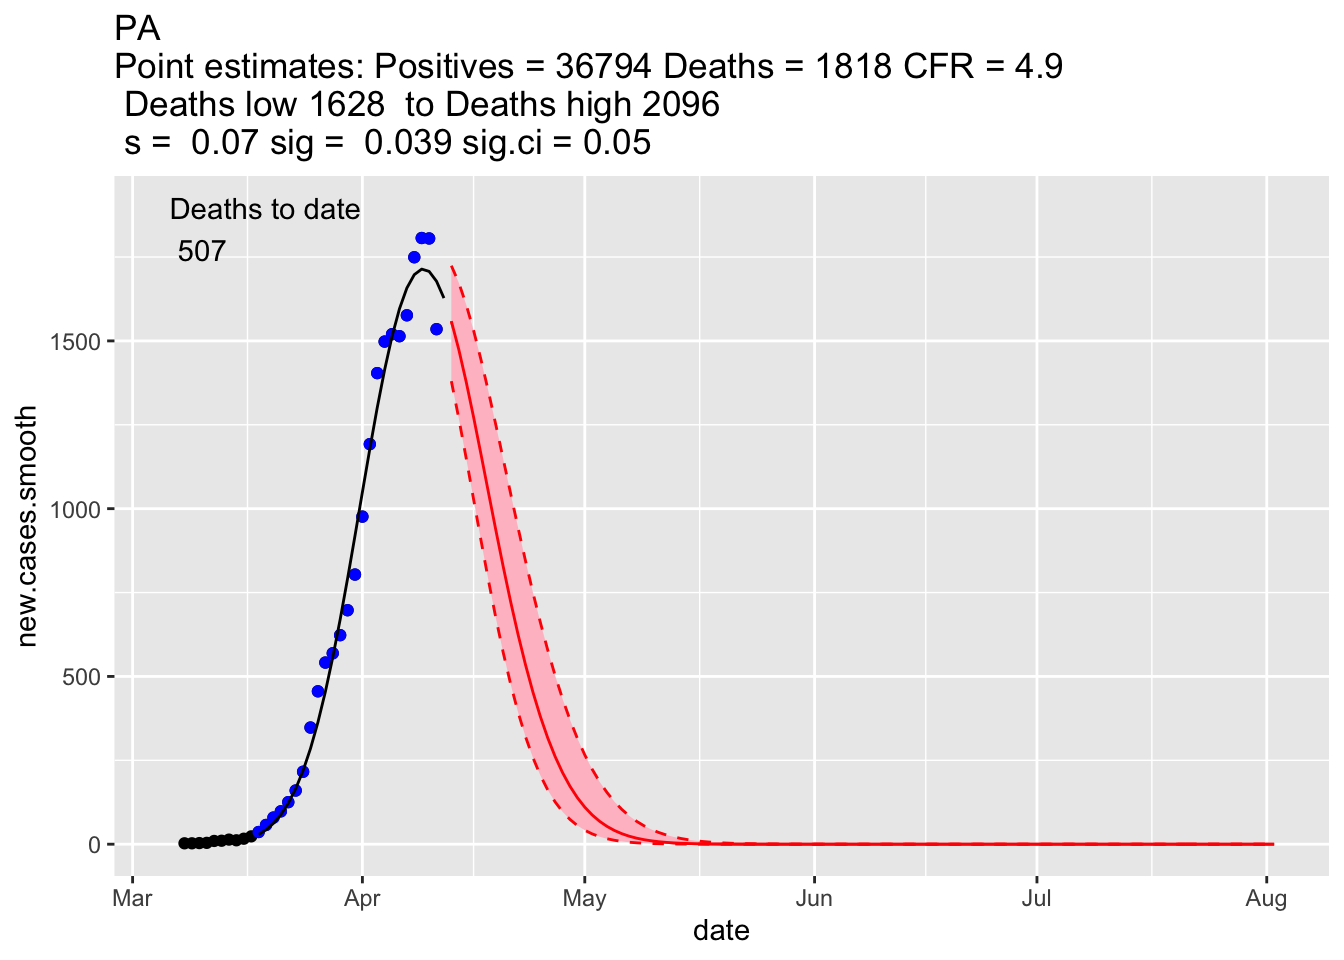 PA
Point estimates: Positives = 36794 Deaths = 1818 CFR = 4.9
Deaths low 1628  to Deaths high 2096
s =  0.07 sig =  0.039 sig.ci = 0.05
Deaths to date
507
1500
1000
500
0
new.cases.smooth
Mar Apr May Jun Jul Aug
date